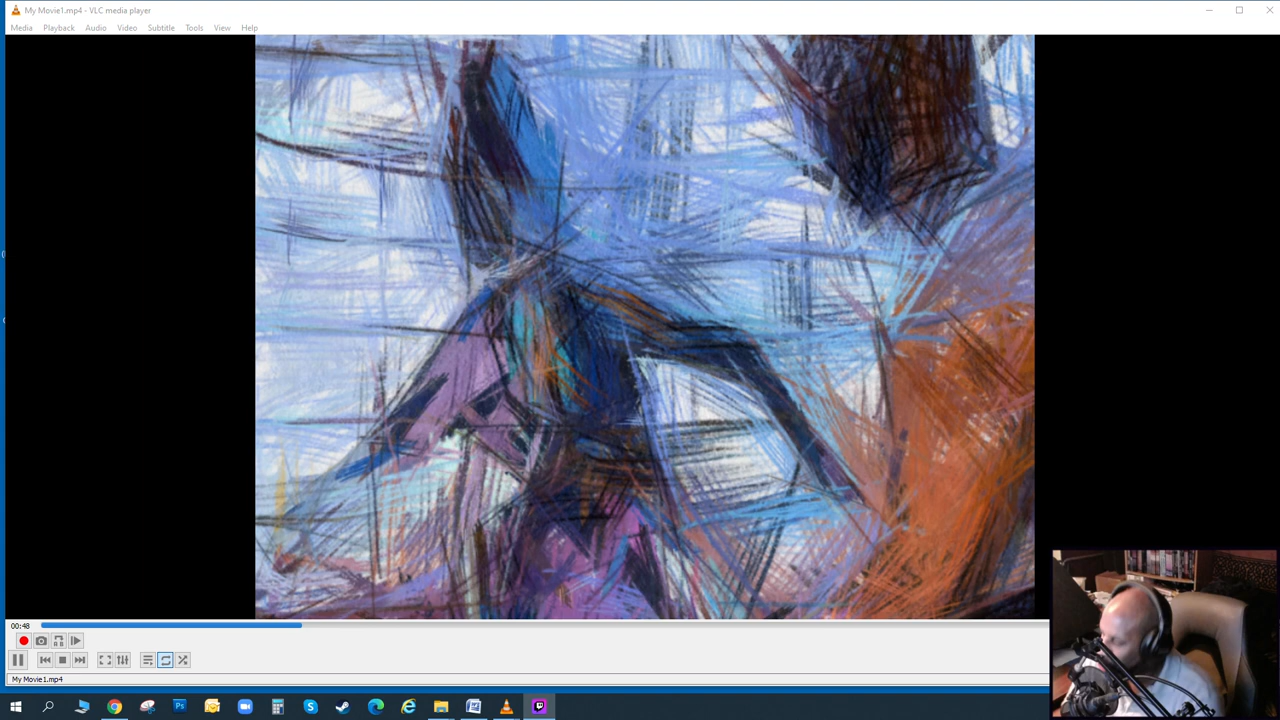 My Movie1.mp4 - VLC media player
Media Playback Audio Video Subtitle Tools View Help
00:48
My Movie1.mp4